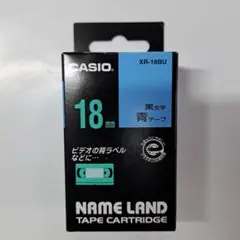 CASIO
XR-18BU
18mm
黒文字
青テープ
ビデオの背ラベル
などに…
NAME LAND
TAPE CARTRIDGE